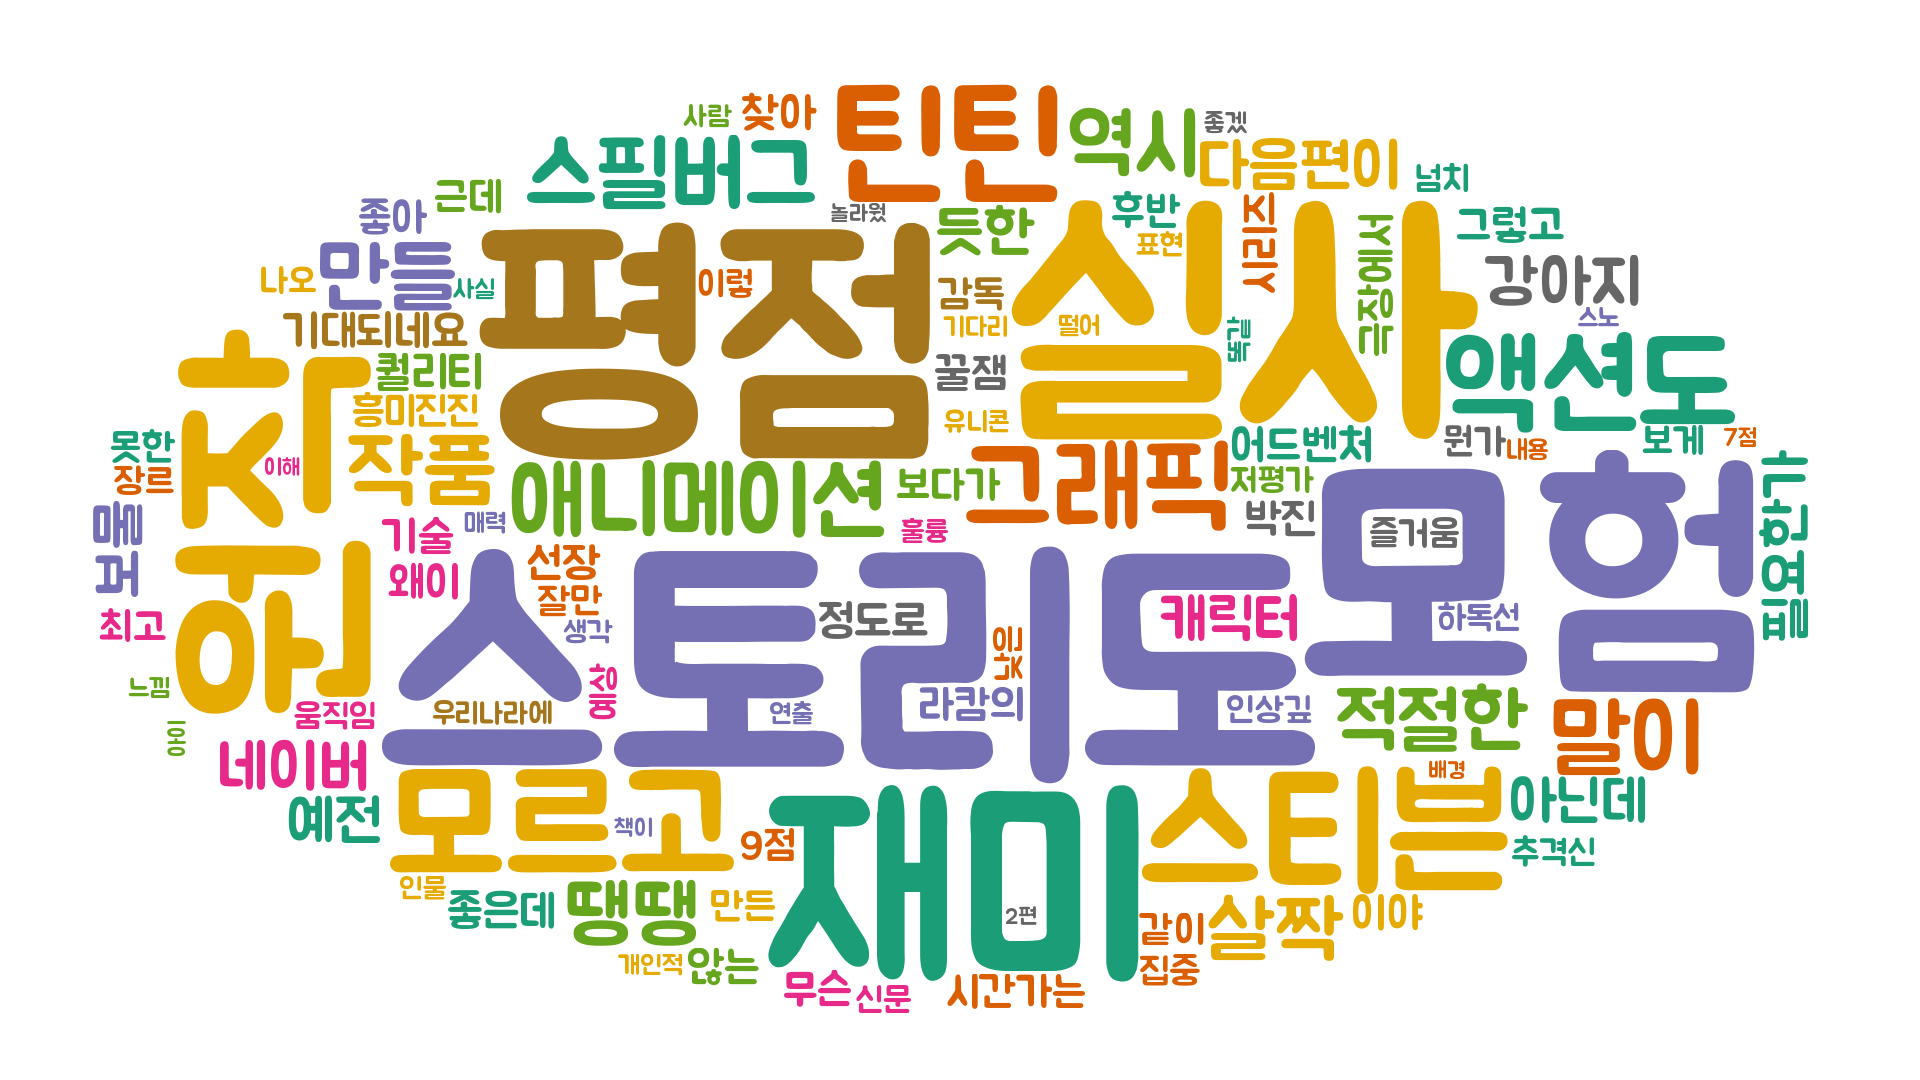 틴틴
사람
찾아
역시
좋겠
스필버그
다음편이
넘치
근데
좋아
놀라웠
듯한
후반
지리시
그렇고
만들
평점
실사
극장에서
표현
강아지
나오
사실
이렇
감독
기대되네요
기다리
떨어
똑같
스노
원작
퀄리티
꿀잼
액션도
흥미진진
유니콘
못한
장르
이해
작품
애니메이션
보다가
그래픽
어드벤처
저평가
뭔가
내용
보게
7점
보물
기술
매력
훌륭
박진
모험
즐거움
필요한가
왜이
선장
잘만
생각
스토리도
정도로
캐릭터
하독선
최고
느낌
움직임
우리나라에
연출
라캄의
인상깊
적절한
말이
네이버
예전
모르고
책이
9점
재미
스티븐
배경
아닌데
추격신
인물
좋은데
땡땡
만든
2편
같이
살짝
이야
개인적
않는
무슨
신문
시간가는
집중